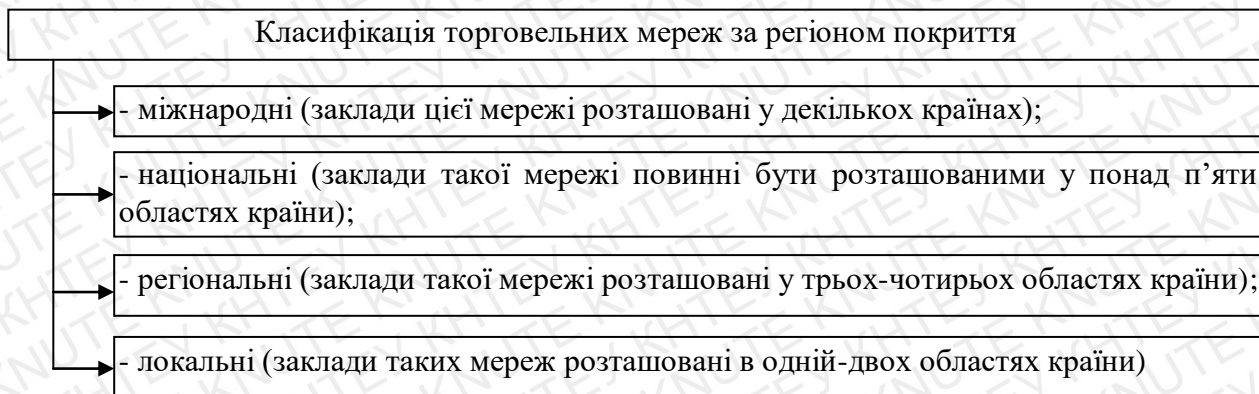 Класифікація торговельних мереж за регіоном покриття
- міжнародні (заклади цієї мережі розташовані у декількох країнах);
- національні (заклади такої мережі повинні бути розташованими у понад п’яти
областях країни);
- регіональні (заклади такої мережі розташовані у трьох-чотирьох областях країни);
- локальні (заклади таких мереж розташовані в одній-двох областях країни)